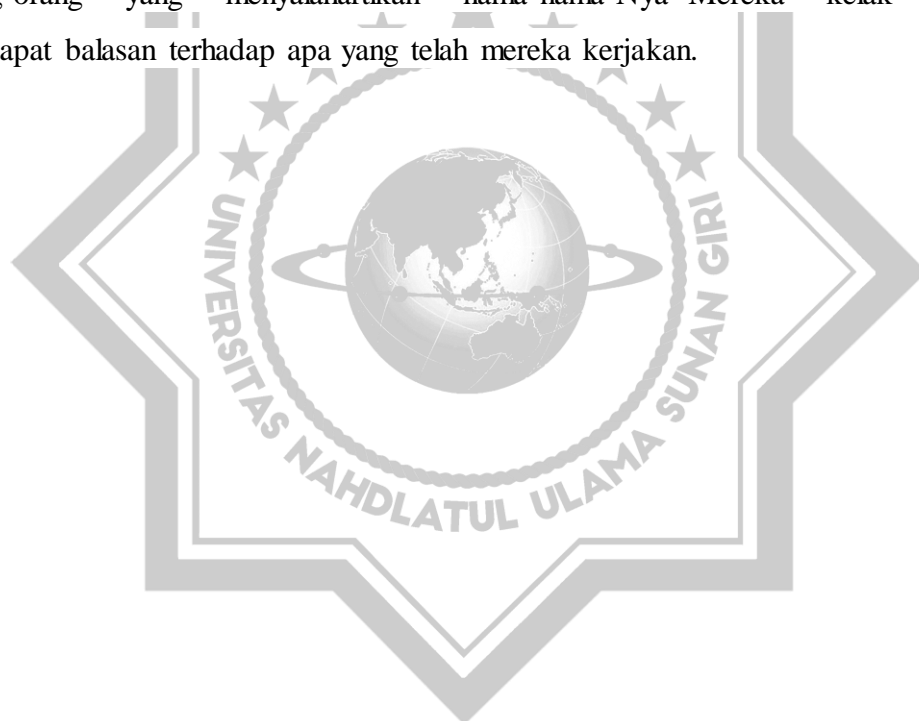 orang yang menyalahartikan nama-nama-Nya Mereka kelak
apat balasan terhadap apa yang telah mereka kerjakan.
UNIVERSITAS NAHDLATUL ULAMA SUNAN GIRI